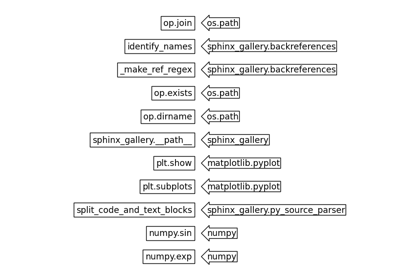 op.join os.path
identify_names sphinx_gallery.backreferences
_make_ref_regex sphinx_gallery.backreferences
op.exists os.path
op.dirname os.path
sphinx_gallery.__path__ sphinx_gallery
plt.show matplotlib.pyplot
plt.subplots matplotlib.pyplot
split_code_and_text_blocks sphinx_gallery.py_source_parser
numpy.sin numpy
numpy.exp numpy